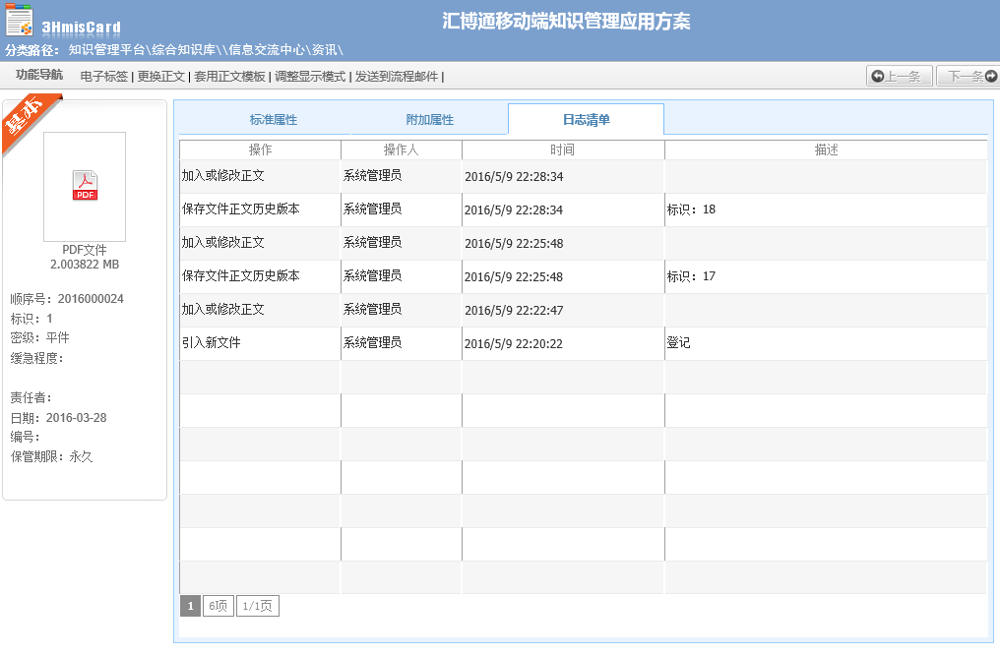 3HmisCard
汇博通移动端知识管理应用方案
分类路径： 知识管理平台\综合知识库\\信息交流中心\资讯\
功能导航 电子标签 | 更换正文 | 套用正文模板 | 调整显示模式 | 发送到流程邮件 | 上一条 下一条
基本
PDF
PDF文件
2.003822 MB
顺序号： 2016000024
标识： 1
密级： 平件
缓急程度：
责任者：
日期： 2016-03-28
编号：
保管期限： 永久
标准属性 附加属性 日志清单
操作 操作人 时间 描述
加入或修改正文 系统管理员 2016/5/9 22:28:34
保存文件正文历史版本 系统管理员 2016/5/9 22:28:34 标识：18
加入或修改正文 系统管理员 2016/5/9 22:25:48
保存文件正文历史版本 系统管理员 2016/5/9 22:25:48 标识：17
加入或修改正文 系统管理员 2016/5/9 22:22:47
引入新文件 系统管理员 2016/5/9 22:20:22 登记
1 6项 1/1页